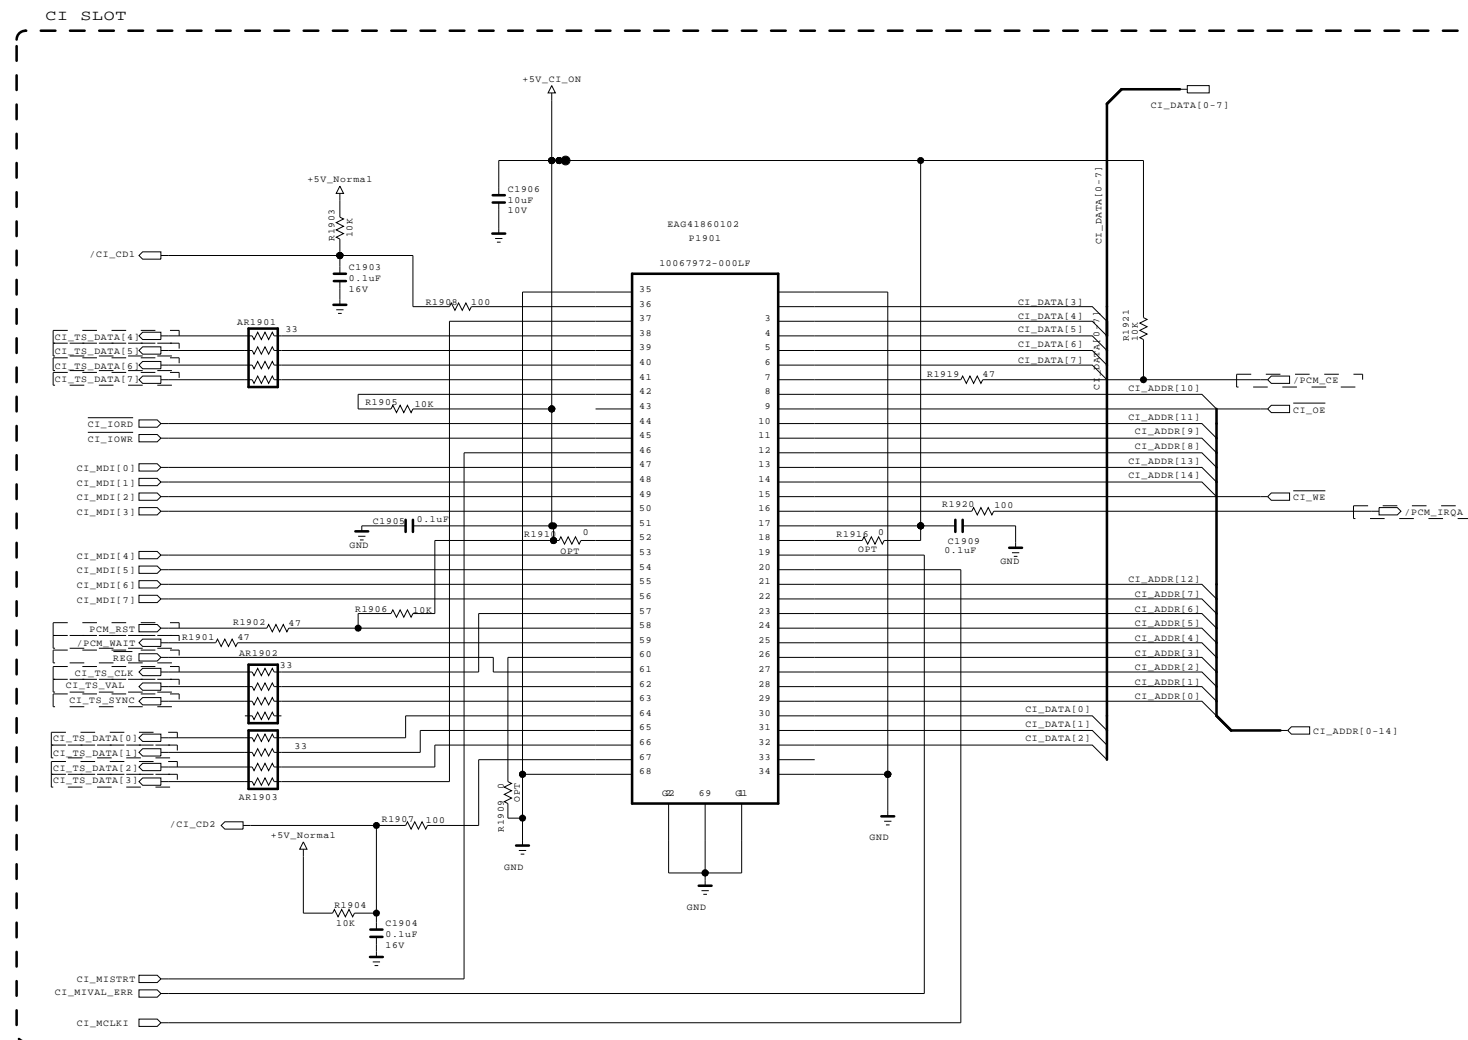 CI SLOT
+5V_CI_ON
CI_DATA[0-7]
+5V_Normal
C1906
10uF
10V
R1903
10K
CI_DATA[0-7]
EAG41860102
P1901
10067972-000LF
/CI_CD1
C1903
0.1uF
16V
R1908 100
35
36
37
38
39
40
41
42
43
44
45
46
47
48
49
50
51
52
53
54
55
56
57
58
59
60
61
62
63
64
65
66
67
68
3
4
5
6
7
8
9
10
11
12
13
14
15
16
17
18
19
20
21
22
23
24
25
26
27
28
29
30
31
32
33
34
G2 69 G1
AR1901
33
CI_TS_DATA[4]
CI_TS_DATA[5]
CI_TS_DATA[6]
CI_TS_DATA[7]
R1905 10K
CI_IORD
CI_IOWR
CI_MDI[0]
CI_MDI[1]
CI_MDI[2]
CI_MDI[3]
C1905 0.1uF
GND
R1910 0
OPT
CI_MDI[4]
CI_MDI[5]
CI_MDI[6]
CI_MDI[7]
R1906 10K
PCM_RST
R1902 47
/PCM_WAIT
R1901 47
REG
AR1902
33
CI_TS_CLK
CI_TS_VAL
CI_TS_SYNC
CI_TS_DATA[0]
CI_TS_DATA[1]
CI_TS_DATA[2]
CI_TS_DATA[3]
33
AR1903
R1909 0
OPT
GND
/CI_CD2
R1907 100
+5V_Normal
R1904
10K
C1904
0.1uF
16V
CI_MISTRT
CI_MIVAL_ERR
CI_MCLKI
GND
GND
CI_DATA[3]
CI_DATA[4]
CI_DATA[5]
CI_DATA[6]
CI_DATA[7]
CI_DATA[0-7]
R1921
10K
R1919 47
/PCM_CE
CI_ADDR[10]
CI_OE
CI_ADDR[11]
CI_ADDR[9]
CI_ADDR[8]
CI_ADDR[13]
CI_ADDR[14]
CI_WE
R1920 100
/PCM_IRQA
R1916 0
OPT
C1909
0.1uF
GND
CI_ADDR[12]
CI_ADDR[7]
CI_ADDR[6]
CI_ADDR[5]
CI_ADDR[4]
CI_ADDR[3]
CI_ADDR[2]
CI_ADDR[1]
CI_ADDR[0]
CI_DATA[0]
CI_DATA[1]
CI_DATA[2]
CI_ADDR[0-14]